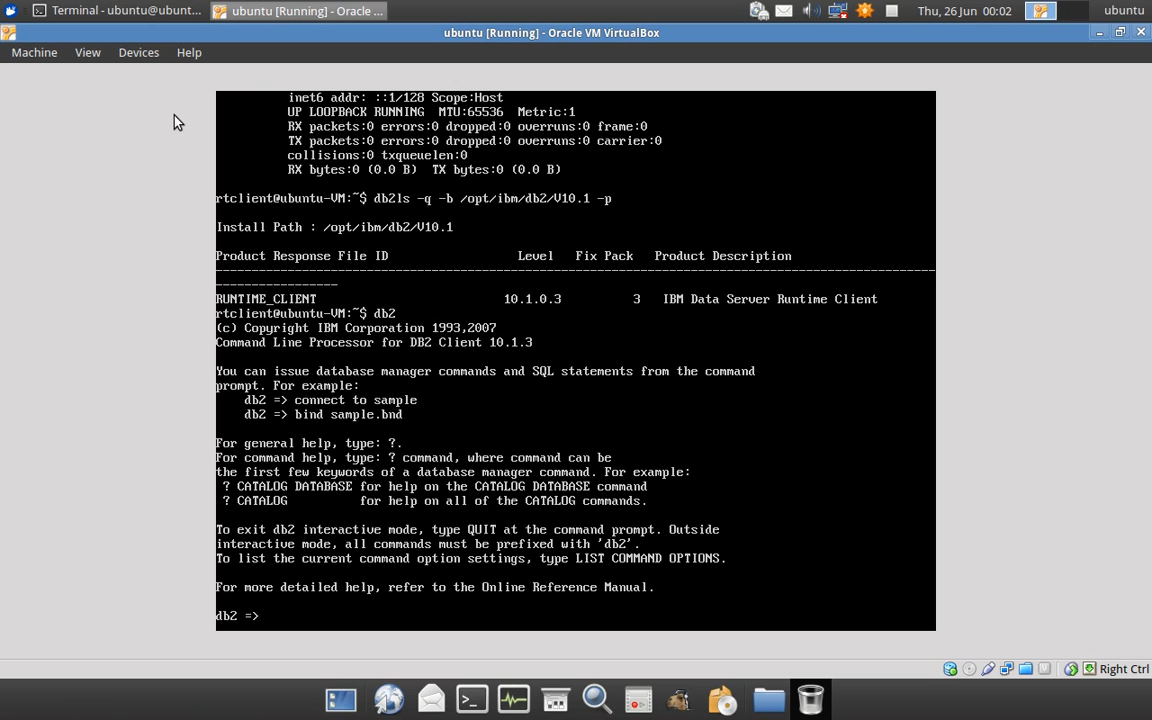 Terminal - ubuntu@ubunt...
ubuntu [Running] - Oracle ...
Thu, 26 Jun 00:02
ubuntu
ubuntu [Running] - Oracle VM VirtualBox
Machine View Devices Help
inet6 addr: ::1/128 Scope:Host
UP LOOPBACK RUNNING MTU:65536 Metric:1
RX packets:0 errors:0 dropped:0 overruns:0 frame:0
TX packets:0 errors:0 dropped:0 overruns:0 carrier:0
collisions:0 txqueuelen:0
RX bytes:0 (0.0 B) TX bytes:0 (0.0 B)
rtclient@ubuntu-VM:~$ db2ls -q -b /opt/ibm/db2/V10.1 -p
Install Path : /opt/ibm/db2/V10.1
Product Response File ID Level Fix Pack Product Description
--------------------------------------------------------------------------------------------------
-----------------
RUNTIME_CLIENT 10.1.0.3 3 IBM Data Server Runtime Client
rtclient@ubuntu-VM:~$ db2
(c) Copyright IBM Corporation 1993,2007
Command Line Processor for DB2 Client 10.1.3
You can issue database manager commands and SQL statements from the command
prompt. For example:
db2 => connect to sample
db2 => bind sample.bnd
For general help, type: ?.
For command help, type: ? command, where command can be
the first few keywords of a database manager command. For example:
? CATALOG DATABASE for help on the CATALOG DATABASE command
? CATALOG for help on all of the CATALOG commands.
To exit db2 interactive mode, type QUIT at the command prompt. Outside
interactive mode, all commands must be prefixed with 'db2'.
To list the current command option settings, type LIST COMMAND OPTIONS.
For more detailed help, refer to the Online Reference Manual.
db2 =>
Right Ctrl